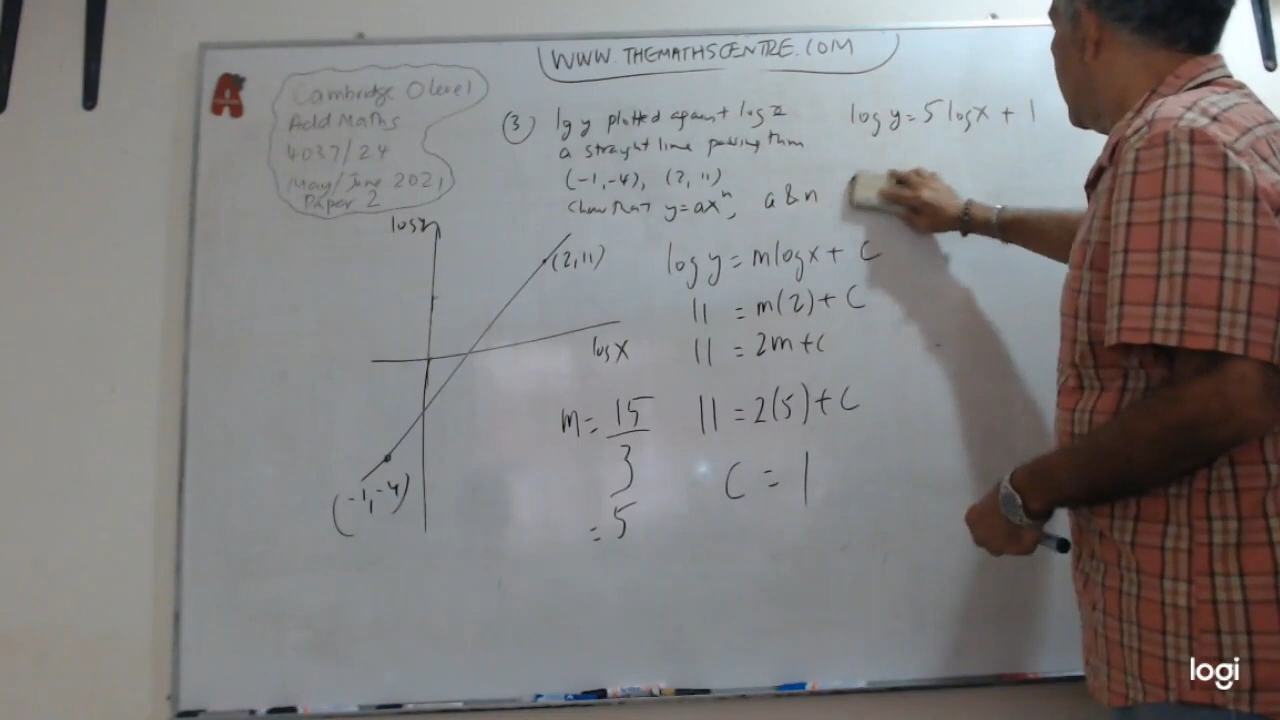 WWW.THEMATHSCENTRE.COM
A
Cambridge O Level
Add Maths
4037/24
May/June 2021
Paper 2
(3) lg y plotted against log x
a straight line passing thru
(-1,-4), (2,11)
show that y=ax^n, a & n
log y = 5 log x + 1
log y
(2,11)
log x
(-1,-4)
m = 15
3
= 5
log y = m log x + C
11 = m(2) + C
11 = 2m + C
11 = 2(5) + C
C = 1
logi